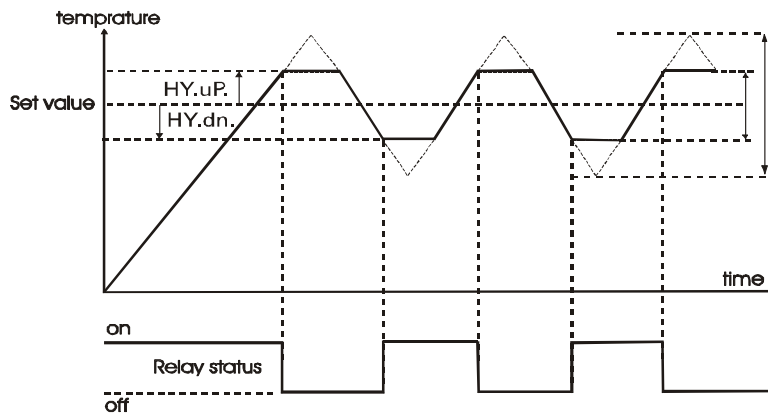 temprature
HY.uP.
Set value
HY.dn.
time
on
Relay status
off